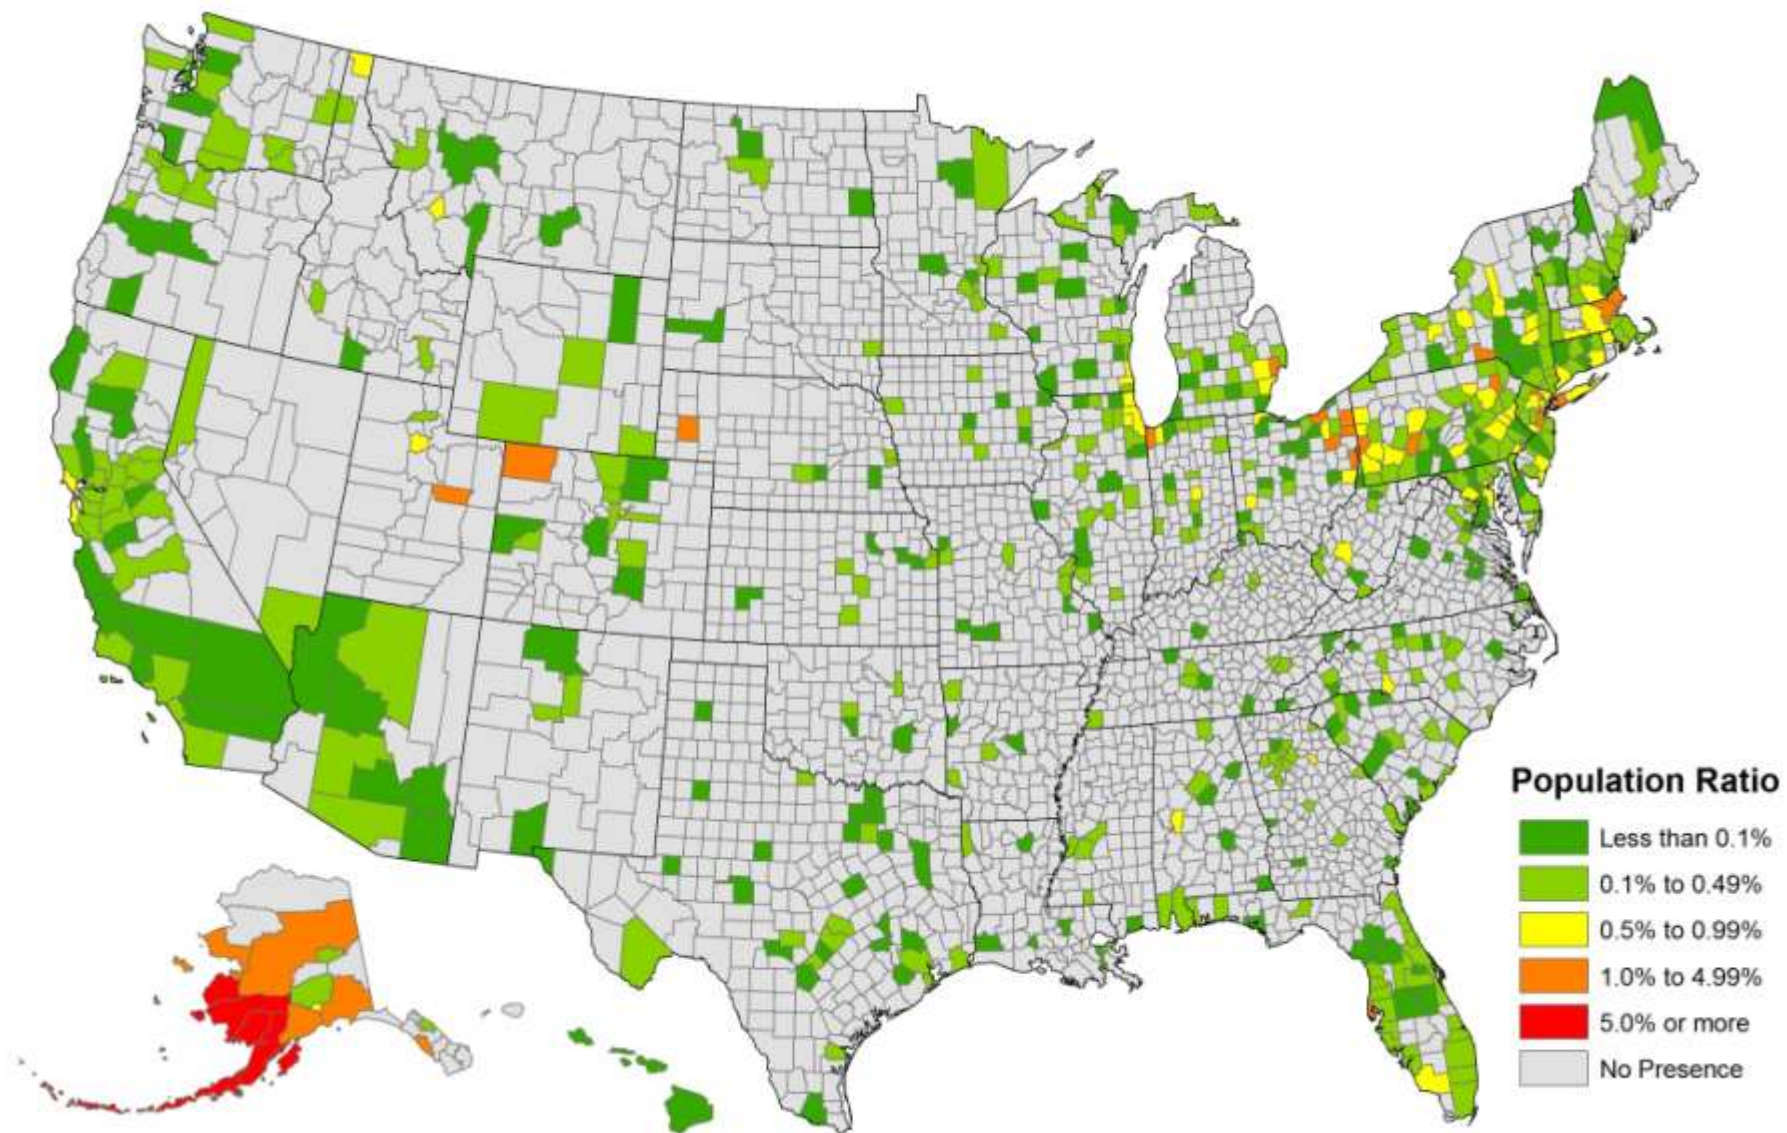 Population Ratio
Less than 0.1%
0.1% to 0.49%
0.5% to 0.99%
1.0% to 4.99%
5.0% or more
No Presence